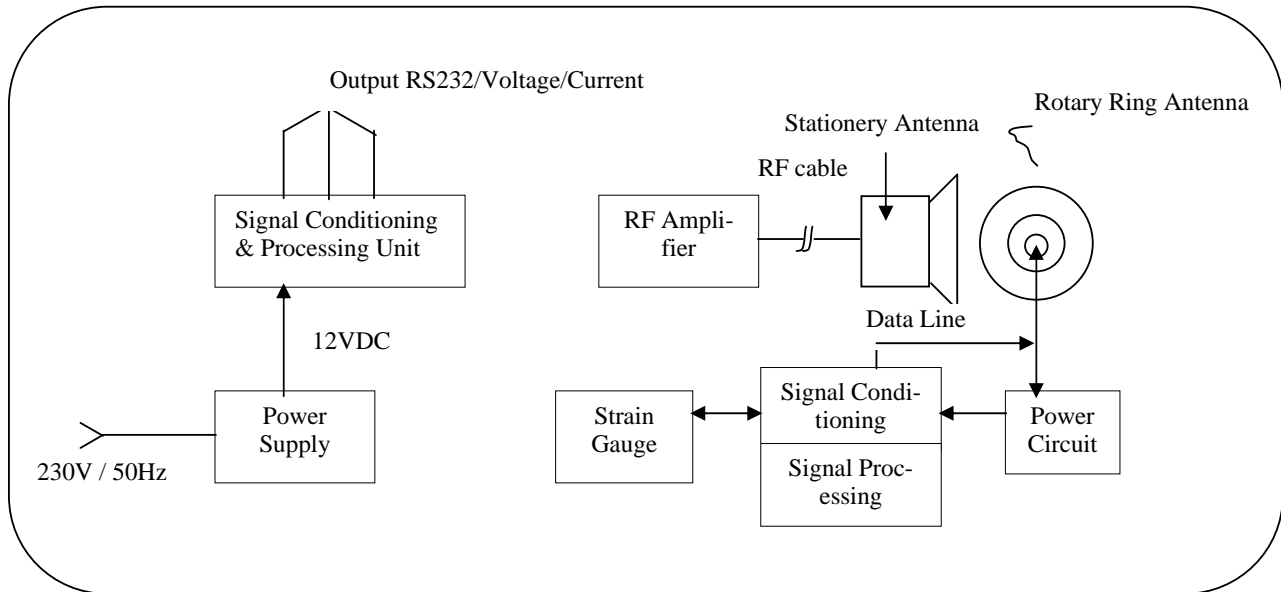 Output RS232/Voltage/Current
Rotary Ring Antenna
Stationery Antenna
RF cable
Signal Conditioning
& Processing Unit
RF Ampli-
fier
Data Line
12VDC
Power
Supply
230V / 50Hz
Strain
Gauge
Signal Condi-
tioning
Signal Proc-
essing
Power
Circuit